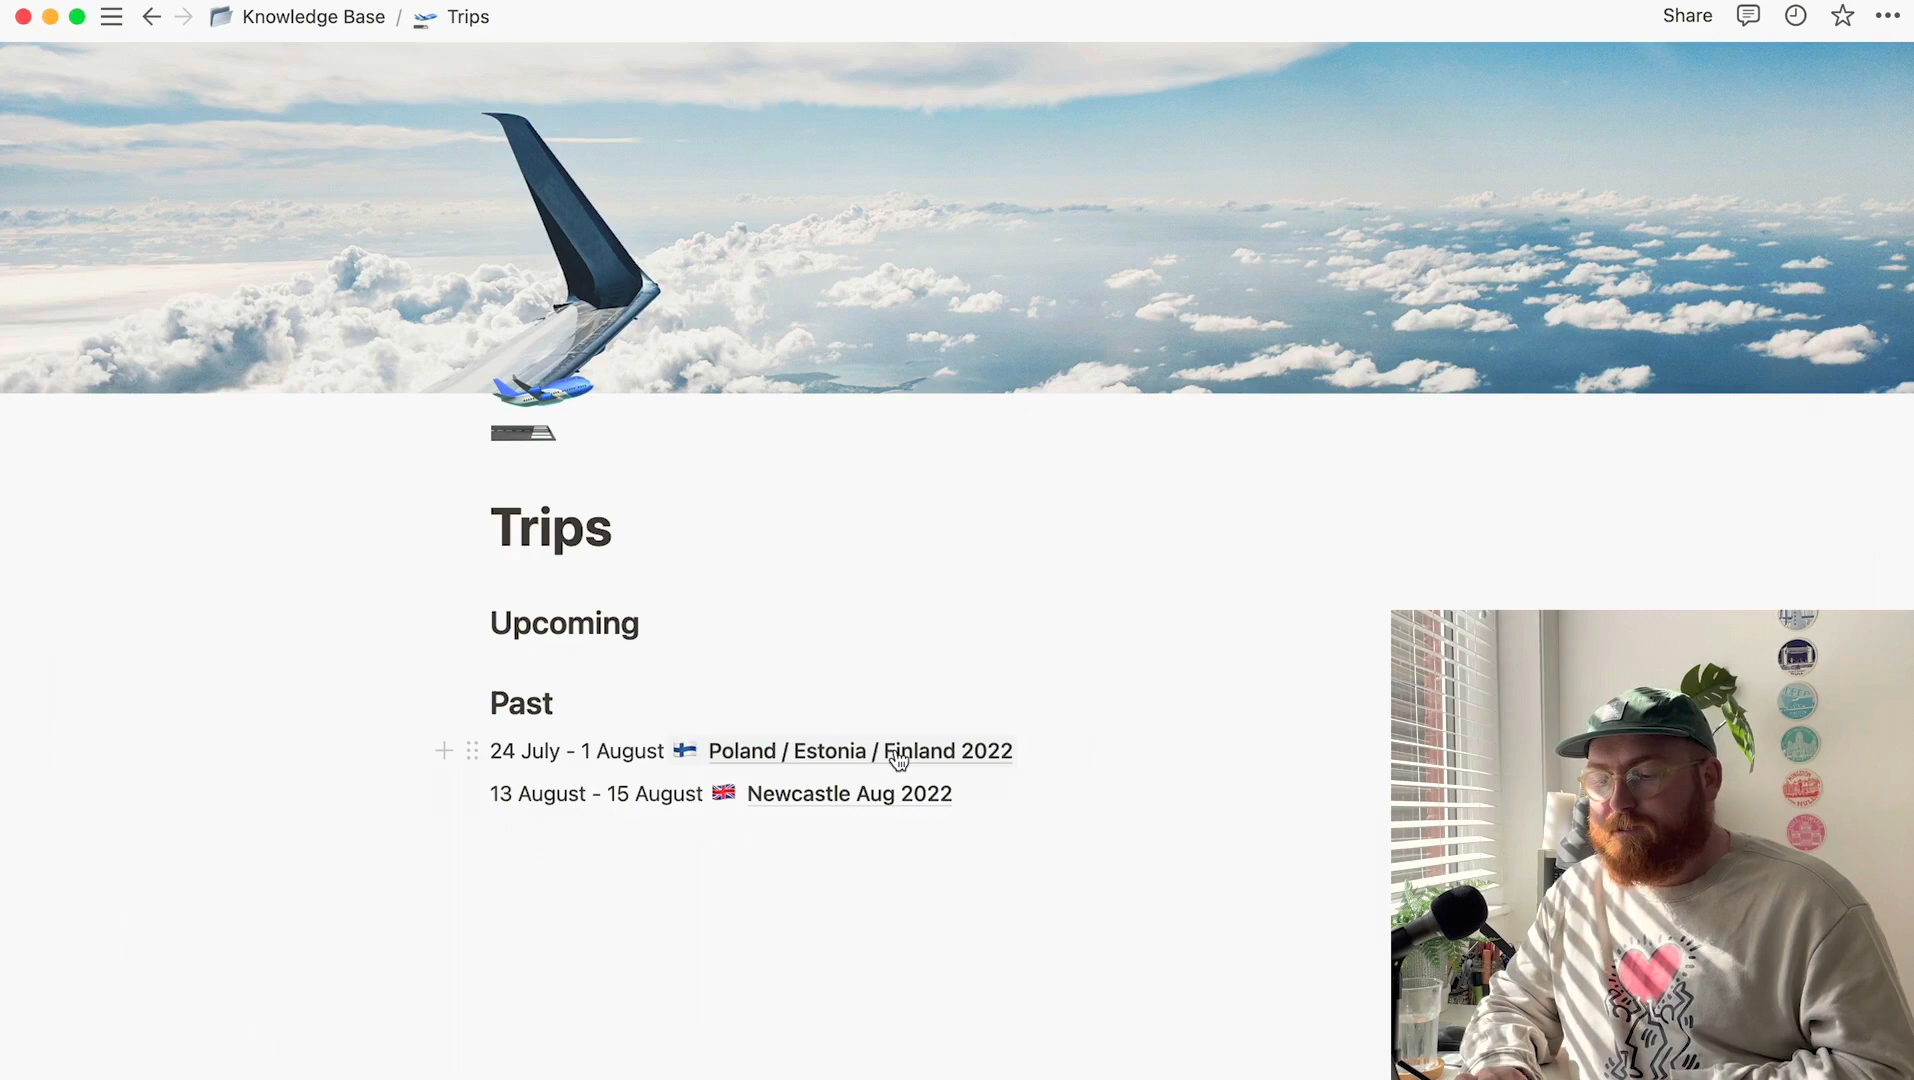 Knowledge Base / Trips
Share
Trips
Upcoming
Past
24 July - 1 August Poland / Estonia / Finland 2022
13 August - 15 August Newcastle Aug 2022
DEEP